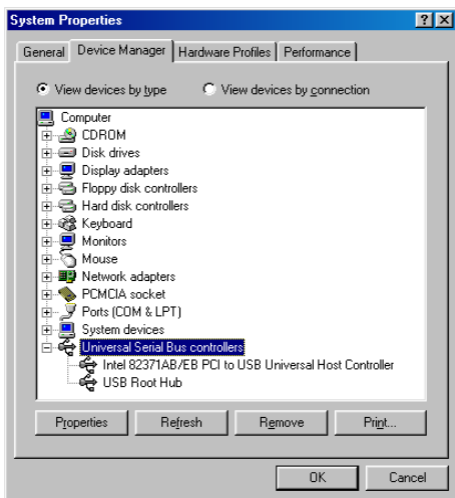 System Properties
General Device Manager Hardware Profiles Performance
View devices by type View devices by connection
Computer
CDROM
Disk drives
Display adapters
Floppy disk controllers
Hard disk controllers
Keyboard
Monitors
Mouse
Network adapters
PCMCIA socket
Ports (COM & LPT)
System devices
Universal Serial Bus controllers
Intel 82371AB/EB PCI to USB Universal Host Controller
USB Root Hub
Properties Refresh Remove Print...
OK Cancel